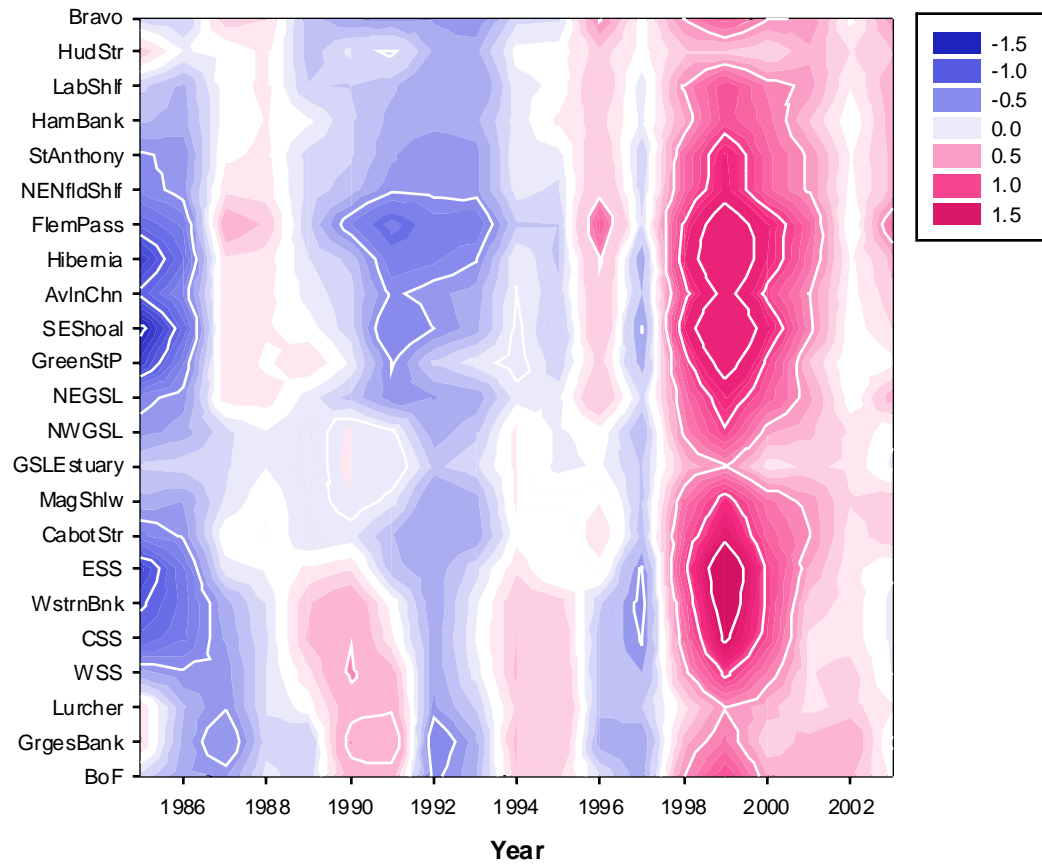 Bravo
HudStr
LabShlf
HamBank
StAnthony
NENfldShlf
FlemPass
Hibernia
AvlnChn
SEShoal
GreenStP
NEGSL
NWGSL
GSLEstuary
MagShlw
CabotStr
ESS
WstrnBnk
CSS
WSS
Lurcher
GrgesBank
BoF
1986 1988 1990 1992 1994 1996 1998 2000 2002
Year
-1.5
-1.0
-0.5
0.0
0.5
1.0
1.5